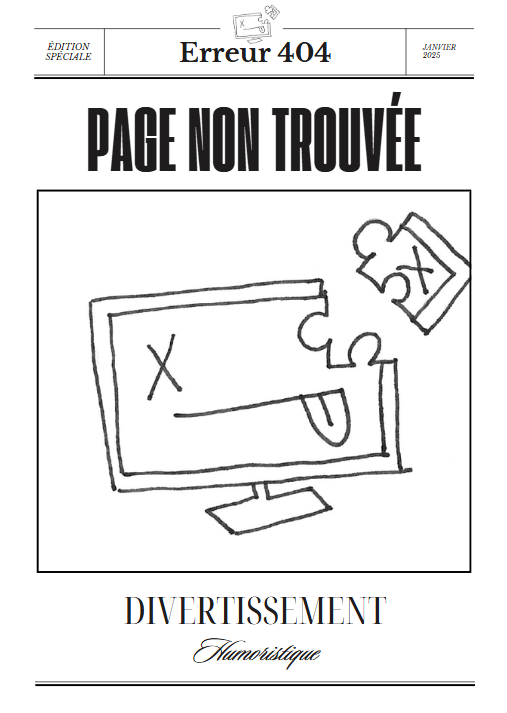 ÉDITION
SPÉCIALE
Erreur 404
JANVIER
2025
PAGE NON TROUVÉE
DIVERTISSEMENT
Humoristique